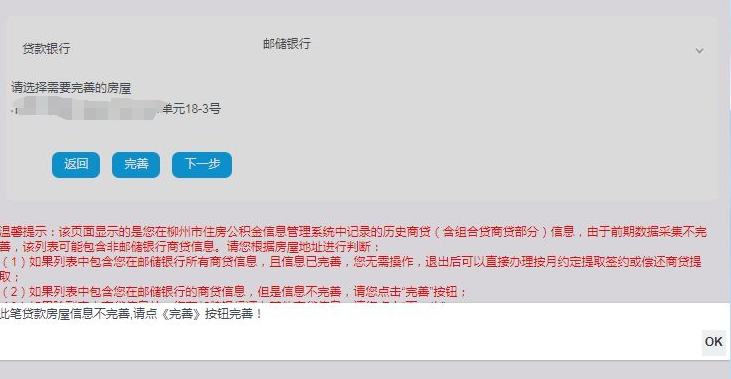 贷款银行
邮储银行
请选择需要完善的房屋
单元18-3号
返回 完善 下一步
温馨提示：该页面显示的是您在柳州市住房公积金信息管理系统中记录的历史商贷（含组合贷商贷部分）信息，由于前期数据采集不完
善，该列表可能包含非邮储银行商贷信息。请您根据房屋地址进行判断：
（1）如果列表中包含您在邮储银行所有商贷信息，且信息已完善，您无需操作，退出后可以直接办理按月约定提取签约或偿还商贷提
取；
（2）如果列表中包含您在邮储银行的商贷信息，但是信息不完善，请您点击“完善”按钮；
此笔贷款房屋信息不完善,请点《完善》按钮完善！
OK